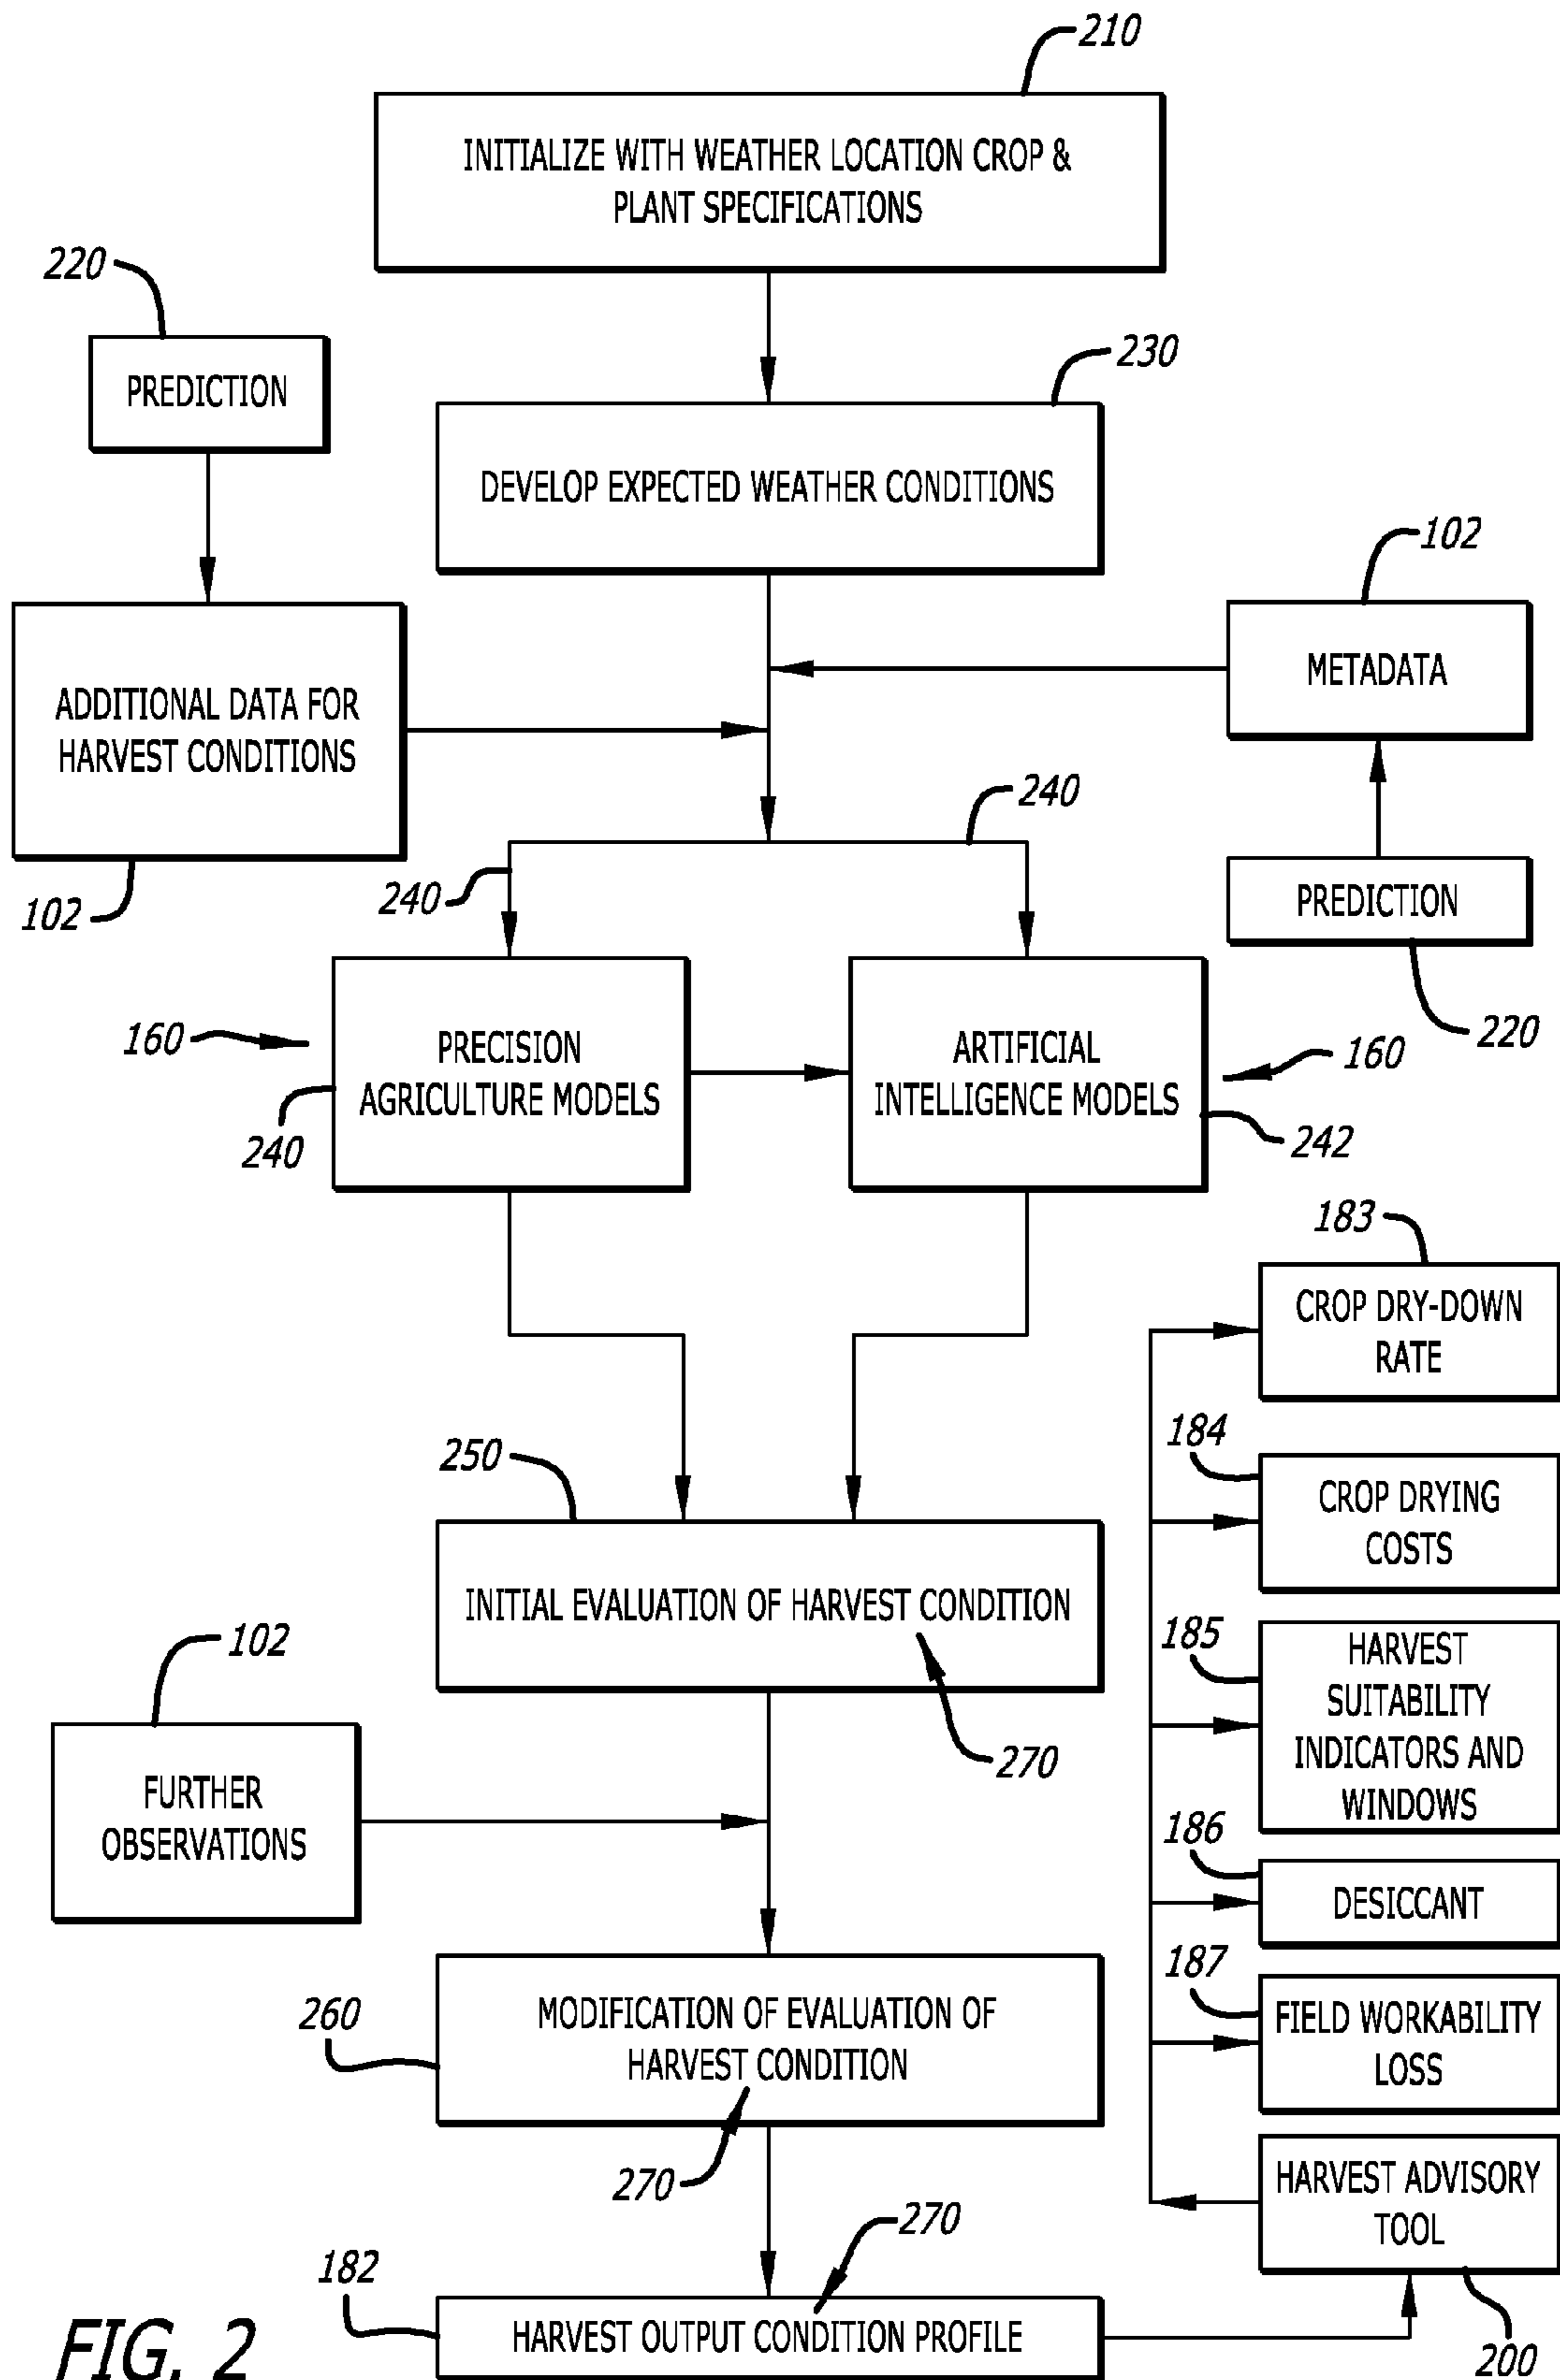 210
INITIALIZE WITH WEATHER LOCATION CROP &
PLANT SPECIFICATIONS
220
PREDICTION
230
DEVELOP EXPECTED WEATHER CONDITIONS
102
METADATA
ADDITIONAL DATA FOR
HARVEST CONDITIONS
102
240
240
PREDICTION
220
160
PRECISION
AGRICULTURE MODELS
240
ARTIFICIAL
INTELLIGENCE MODELS
160
242
183
CROP DRY-DOWN
RATE
184
CROP DRYING
COSTS
250
INITIAL EVALUATION OF HARVEST CONDITION
270
185
HARVEST
SUITABILITY
INDICATORS AND
WINDOWS
102
FURTHER
OBSERVATIONS
186
DESICCANT
187
FIELD WORKABILITY
LOSS
260
MODIFICATION OF EVALUATION OF
HARVEST CONDITION
270
HARVEST ADVISORY
TOOL
200
270
182
HARVEST OUTPUT CONDITION PROFILE
FIG. 2